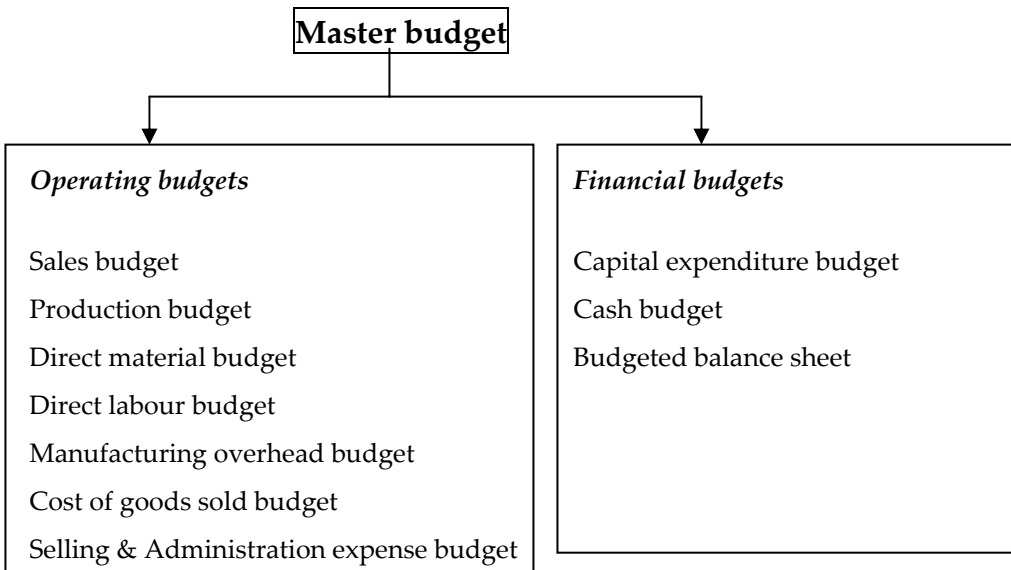 Master budget
Operating budgets
Sales budget
Production budget
Direct material budget
Direct labour budget
Manufacturing overhead budget
Cost of goods sold budget
Selling & Administration expense budget
Financial budgets
Capital expenditure budget
Cash budget
Budgeted balance sheet